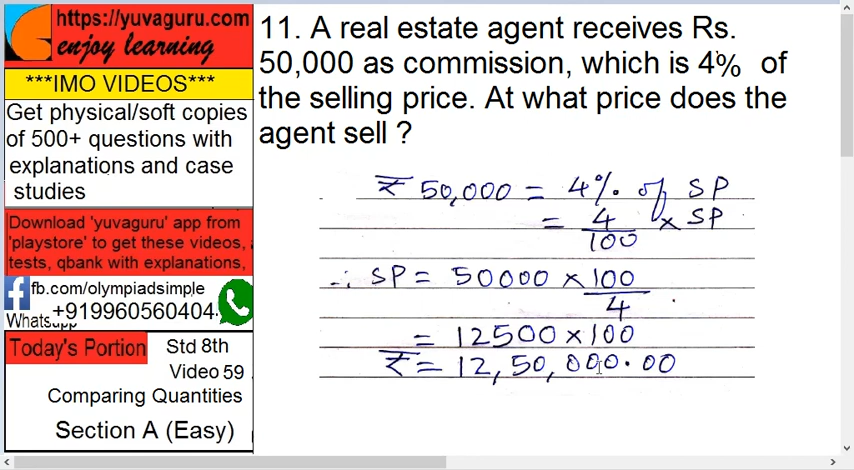 https://yuvaguru.com
enjoy learning
***IMO VIDEOS***
Get physical/soft copies
of 500+ questions with
explanations and case
studies
Download 'yuvaguru' app from
'playstore' to get these videos,
tests, qbank with explanations,
fb.com/olympiadsimple
+919960560404
Whatsapp
Today's Portion
Std 8th
Video 59
Comparing Quantities
Section A (Easy)
11. A real estate agent receives Rs.
50,000 as commission, which is 4% of
the selling price. At what price does the
agent sell ?
₹ 50,000 = 4% of SP
= 4/100 × SP
∴ SP = 50000 × 100/4
= 12500 × 100
₹ = 12,50,000.00